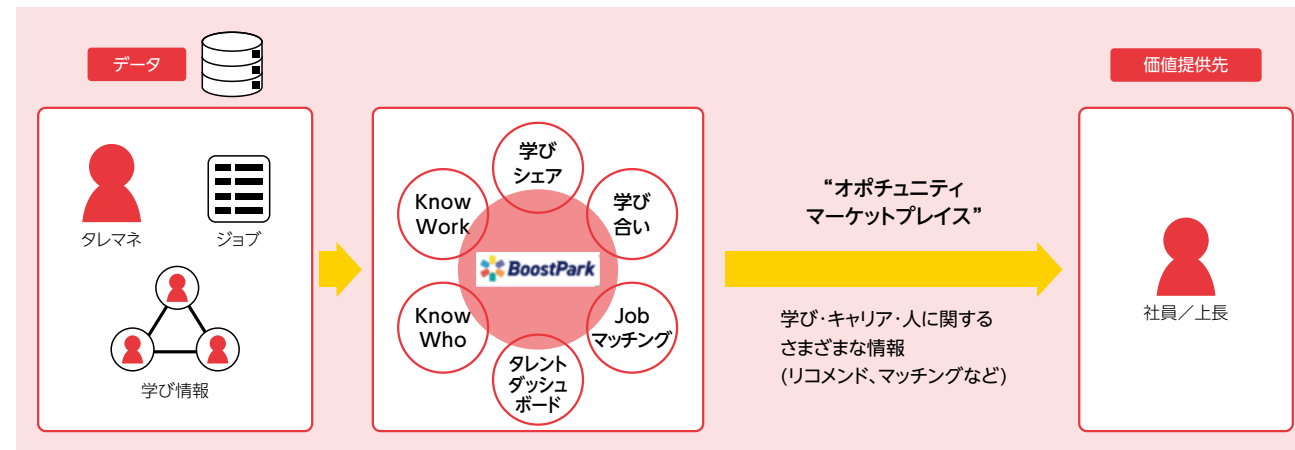 データ
タレマネ
ジョブ
学び情報
学び
シェア
学び
合い
Job
マッチング
タレント
ダッシュ
ボード
Know
Who
Know
Work
BoostPark
“オポチュニティ
マーケットプレイス”
学び・キャリア・人に関する
さまざまな情報
(リコメンド、マッチングなど)
価値提供先
社員／上長